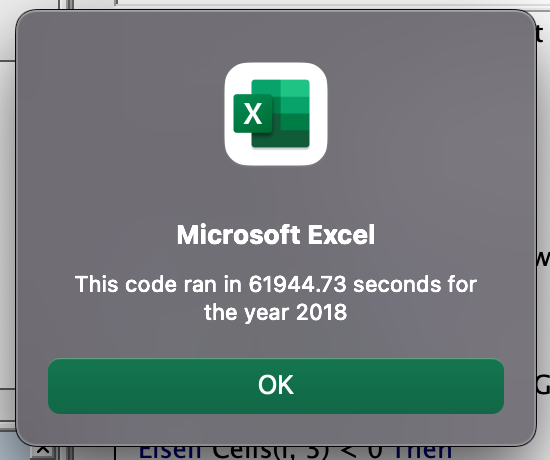 t
X
Microsoft Excel
This code ran in 61944.73 seconds for
the year 2018
w
OK
G
ElseIf Cells(i, 3) < 0 Then